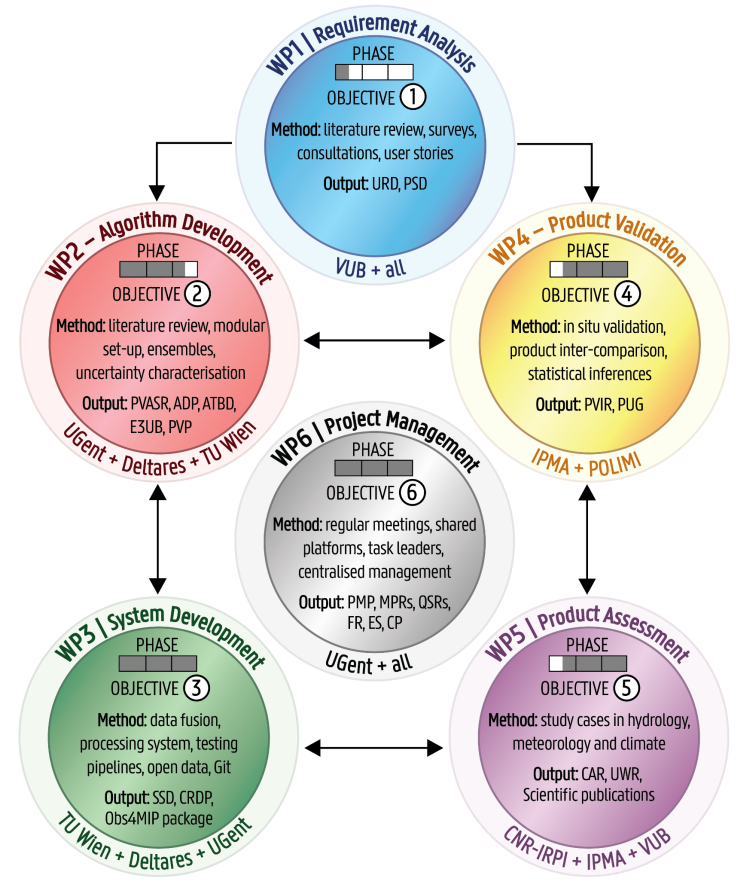 WP1 | Requirement Analysis
PHASE
OBJECTIVE 1
Method: literature review, surveys,
consultations, user stories
Output: URD, PSD
VUB + all
WP2 – Algorithm Development
PHASE
OBJECTIVE 2
Method: literature review, modular
set-up, ensembles,
uncertainty characterisation
Output: PVASR, ADP, ATBD,
E3UB, PVP
UGent + Deltares + TU Wien
WP4 – Product Validation
PHASE
OBJECTIVE 4
Method: in situ validation,
product inter-comparison,
statistical inferences
Output: PVIR, PUG
IPMA + POLIMI
WP6 | Project Management
PHASE
OBJECTIVE 6
Method: regular meetings, shared
platforms, task leaders,
centralised management
Output: PMP, MPRs, QSRs,
FR, ES, CP
UGent + all
WP3 | System Development
PHASE
OBJECTIVE 3
Method: data fusion,
processing system, testing
pipelines, open data, Git
Output: SSD, CRDP,
Obs4MIP package
TU Wien + Deltares + UGent
WP5 | Product Assessment
PHASE
OBJECTIVE 5
Method: study cases in hydrology,
meteorology and climate
Output: CAR, UWR,
Scientific publications
CNR-IRPI + IPMA + VUB